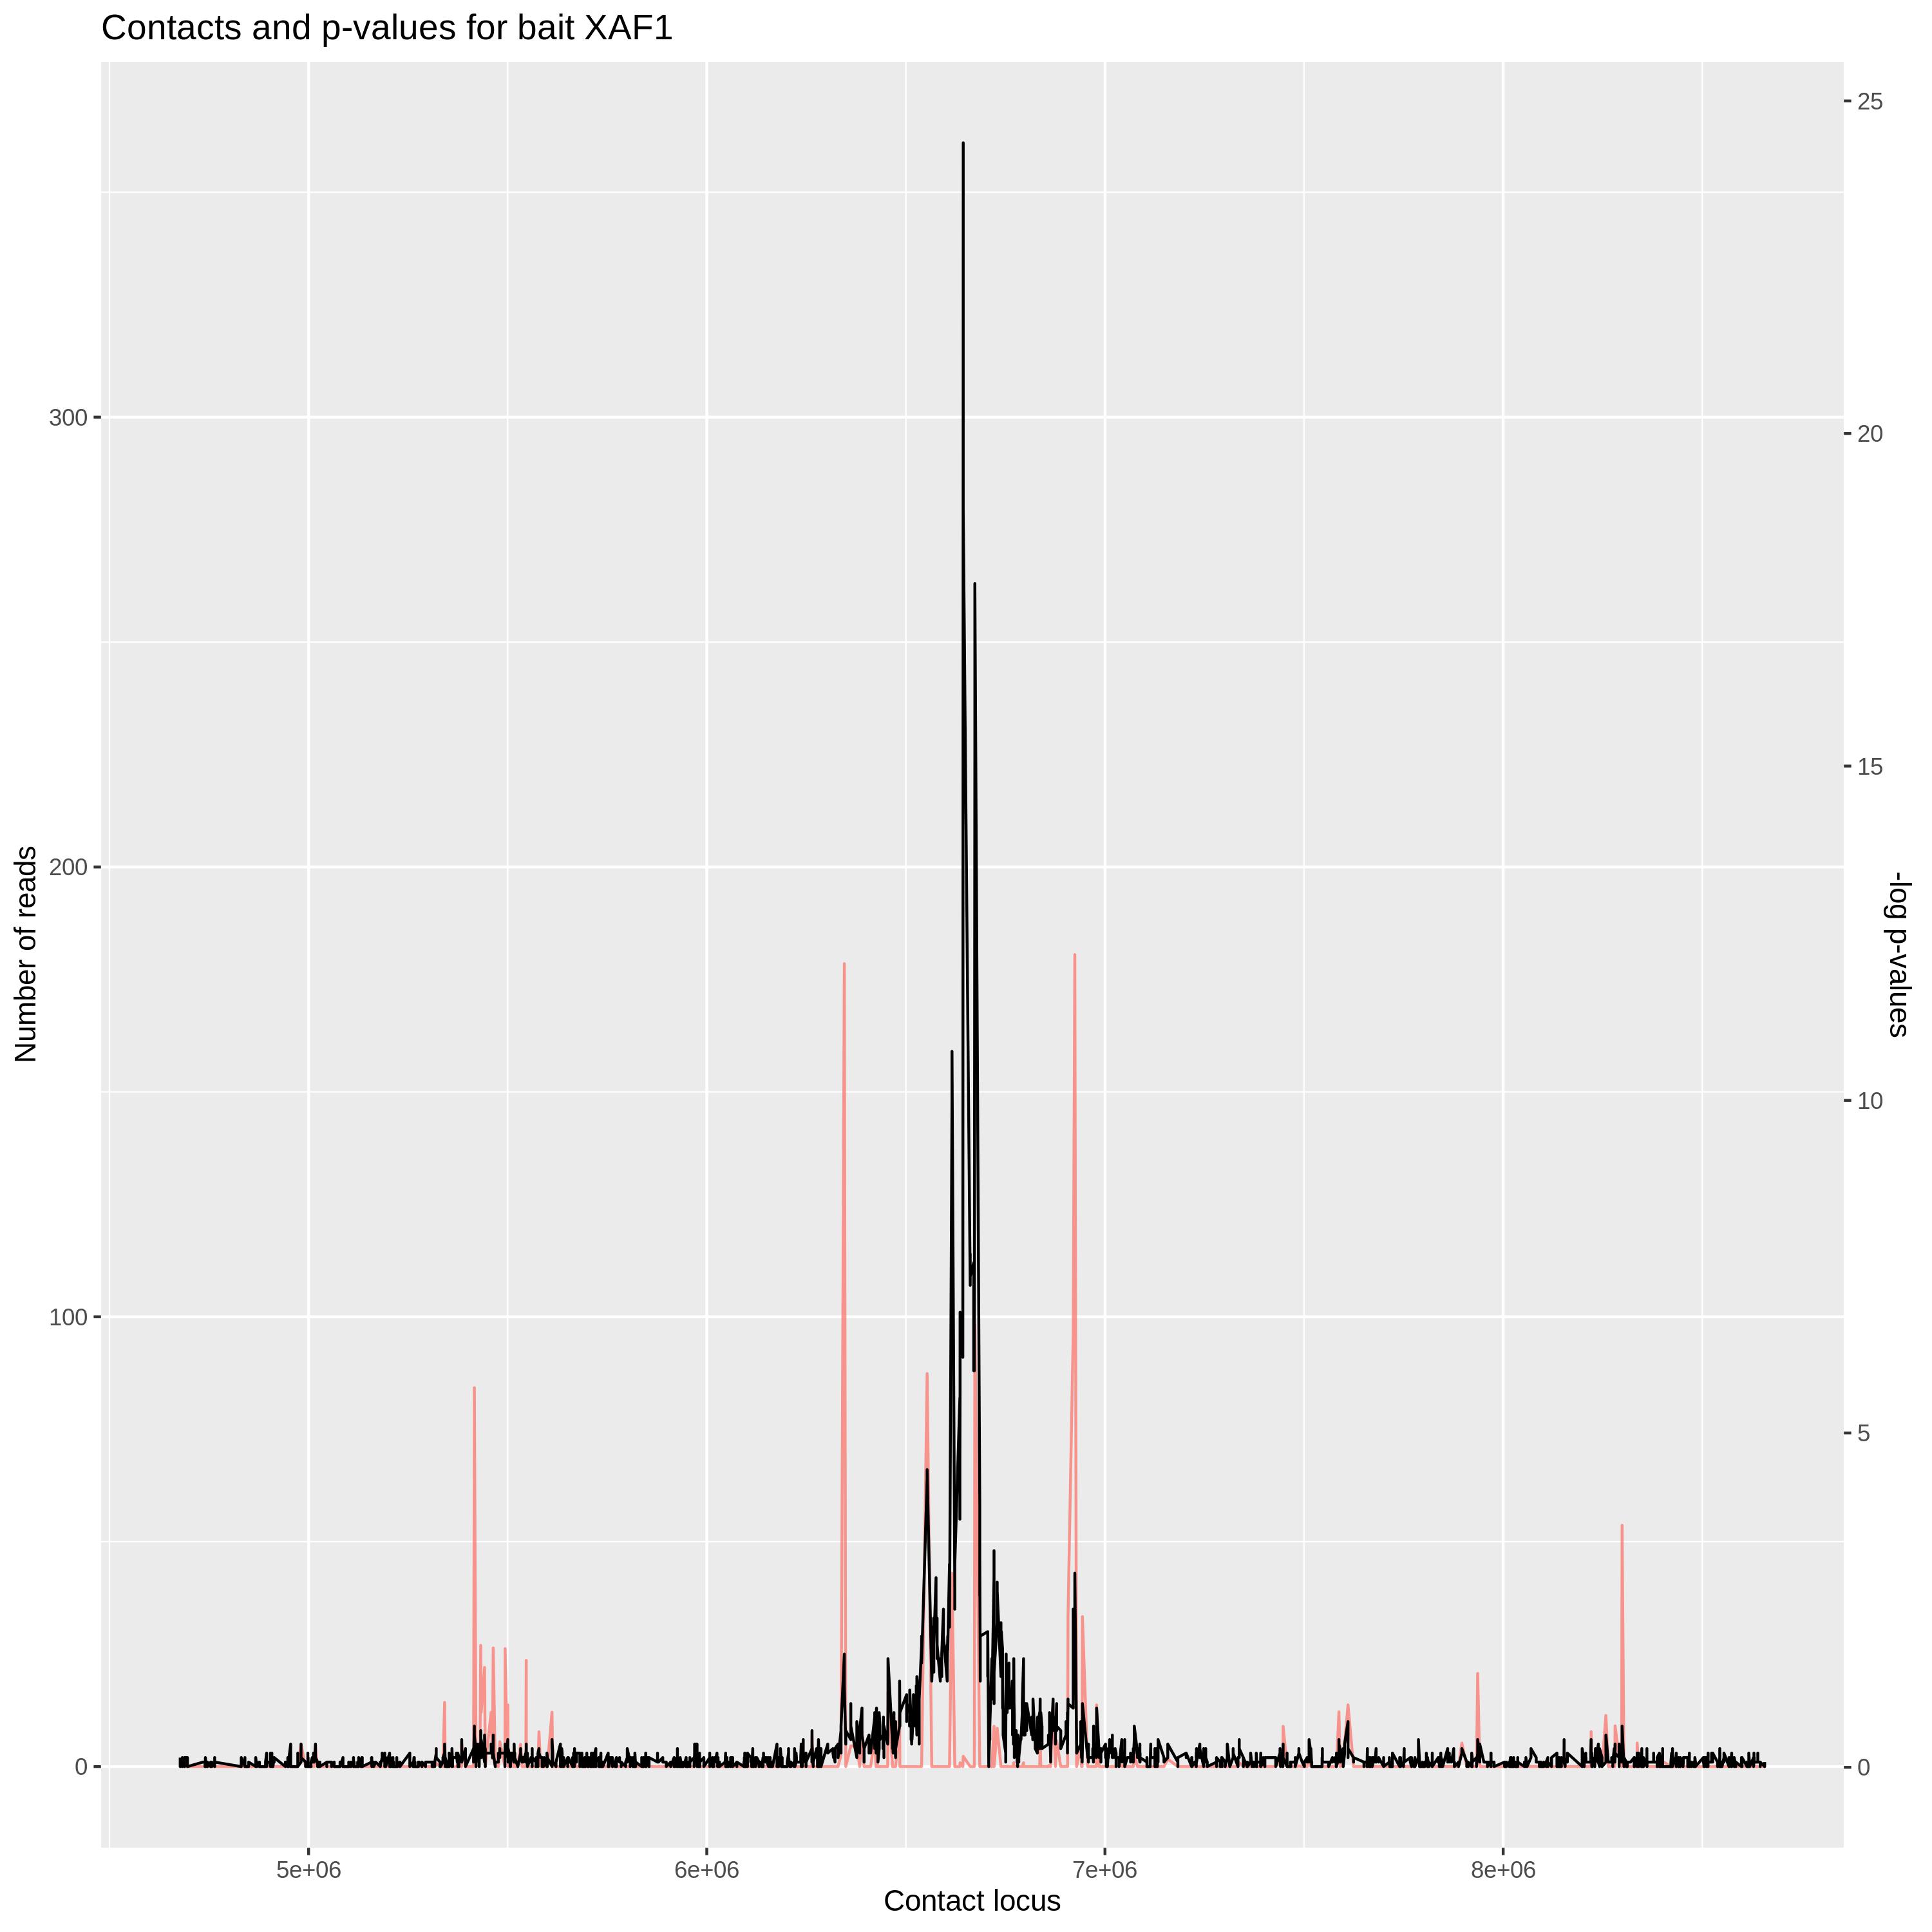 Contacts and p-values for bait XAF1
Number of reads
300
200
100
0
25
20
15
10
5
0
-log p-values
5e+06 6e+06 7e+06 8e+06
Contact locus